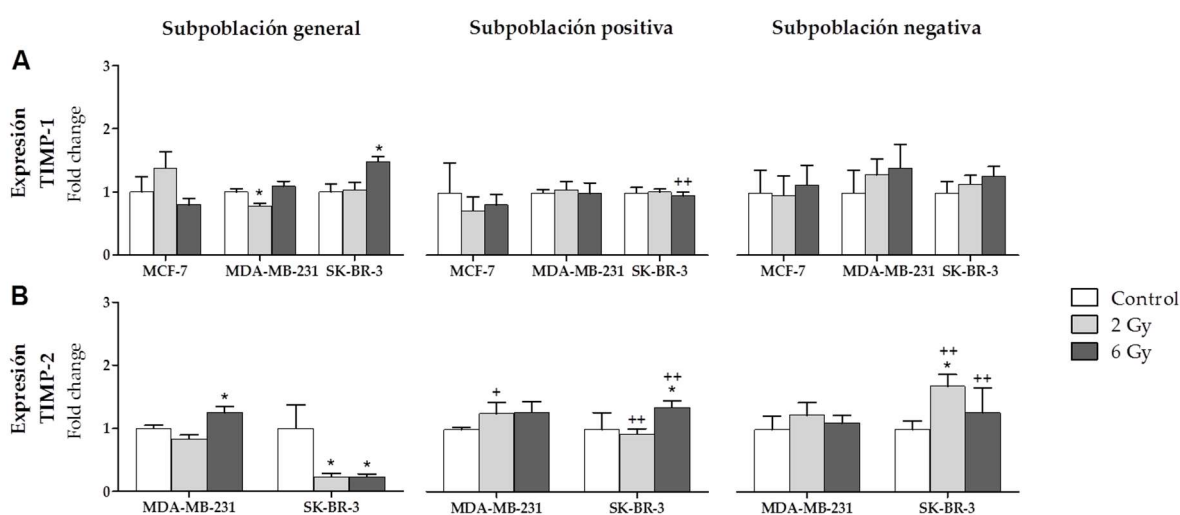 Subpoblación general
Subpoblación positiva
Subpoblación negativa
A
Expresión
TIMP-1
Fold change
3
2
1
0
*
*
++
MCF-7
MDA-MB-231
SK-BR-3
MCF-7
MDA-MB-231
SK-BR-3
MCF-7
MDA-MB-231
SK-BR-3
B
Expresión
TIMP-2
Fold change
3
2
1
0
*
*
*
+
++
++
*
++
*
++
MDA-MB-231
SK-BR-3
MDA-MB-231
SK-BR-3
MDA-MB-231
SK-BR-3
Control
2 Gy
6 Gy